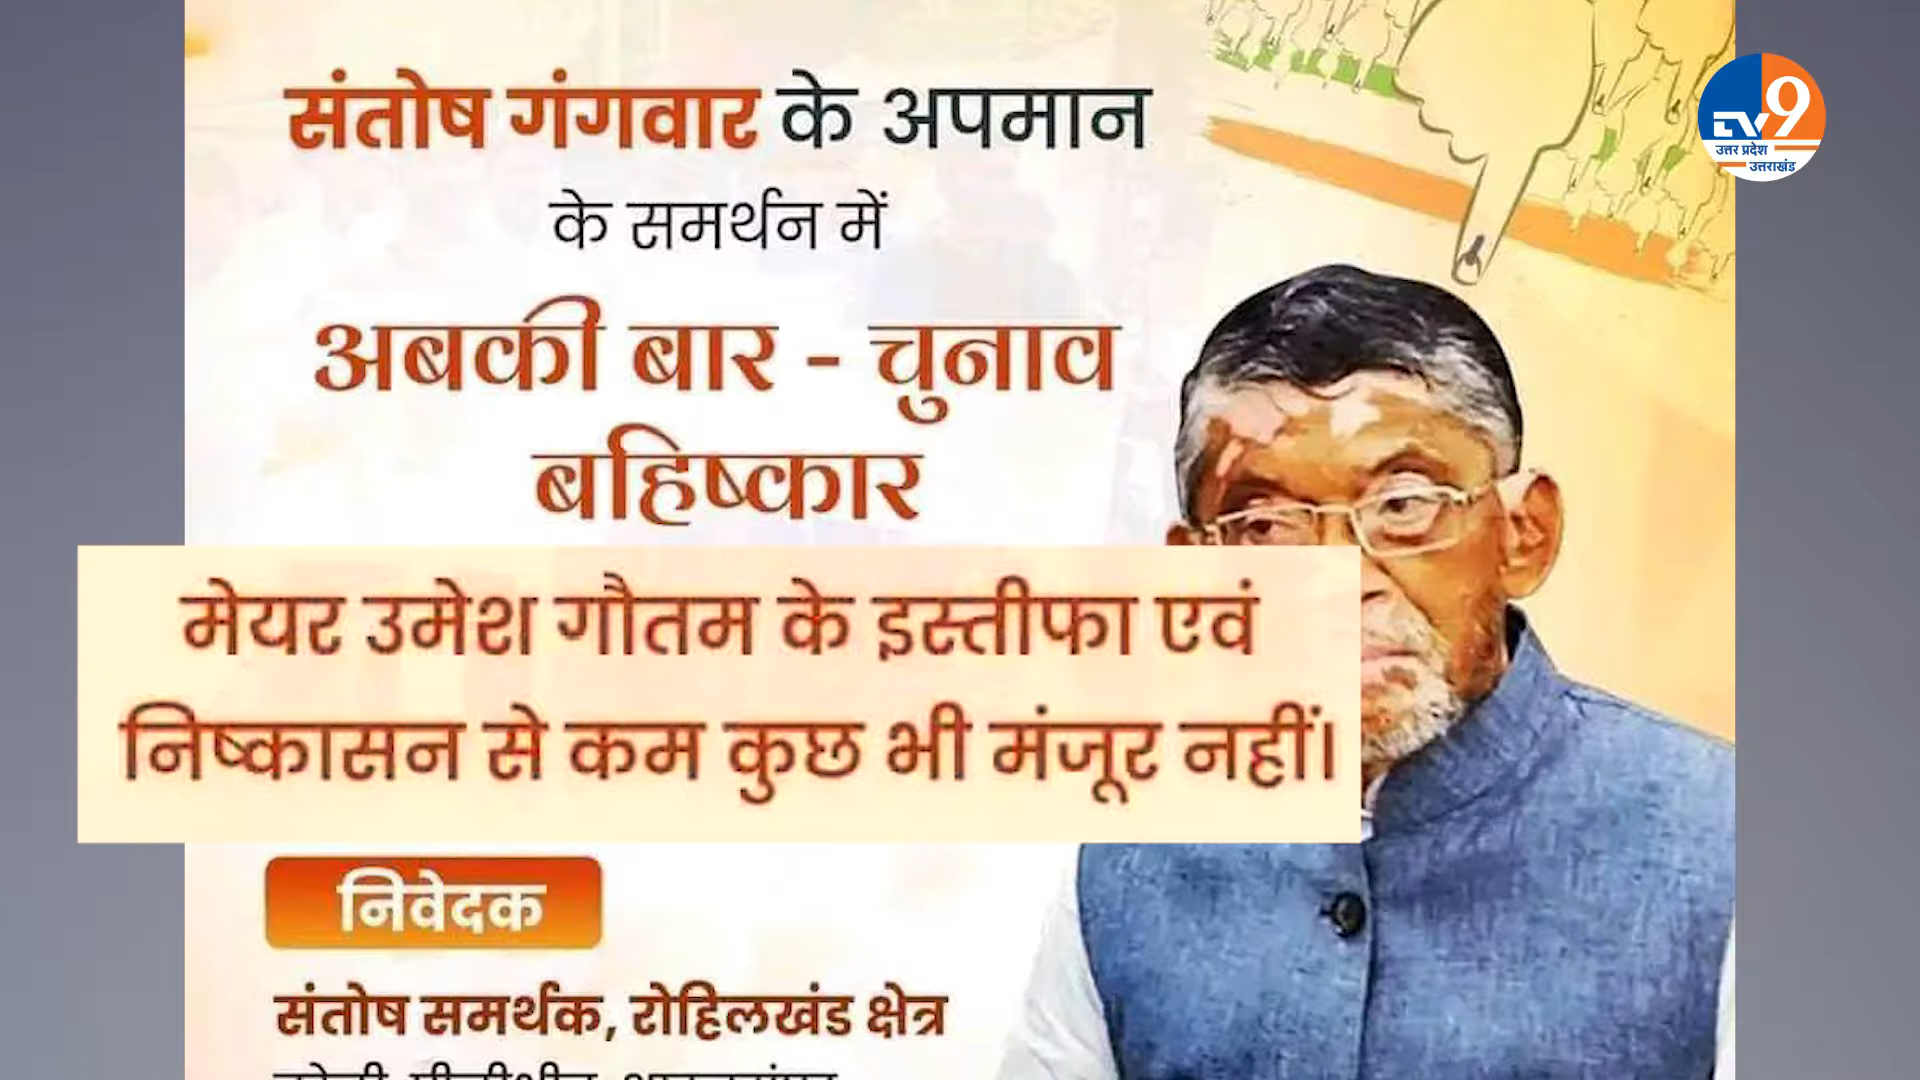 संतोष गंगवार के अपमान
के समर्थन में
अबकी बार - चुनाव
बहिष्कार
मेयर उमेश गौतम के इस्तीफा एवं
निष्कासन से कम कुछ भी मंजूर नहीं।
निवेदक
संतोष समर्थक, रोहिलखंड क्षेत्र
TV9
उत्तर प्रदेश
उत्तराखंड